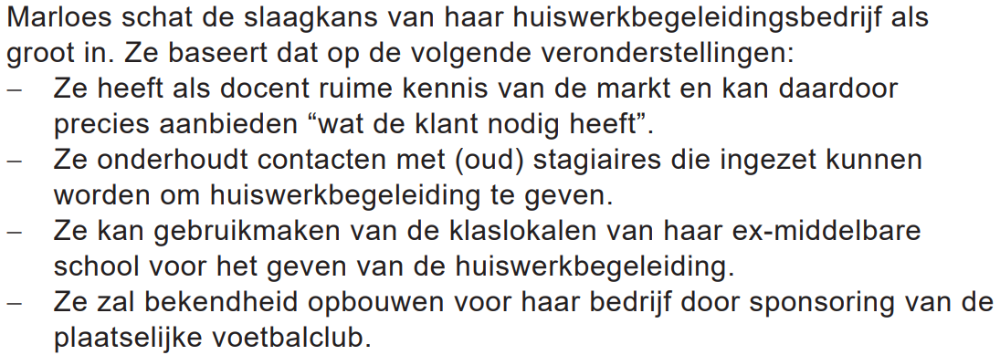 Marloes schat de slaagkans van haar huiswerkbegeleidingsbedrijf als
groot in. Ze baseert dat op de volgende veronderstellingen:
– Ze heeft als docent ruime kennis van de markt en kan daardoor
precies aanbieden “wat de klant nodig heeft”.
– Ze onderhoudt contacten met (oud) stagiaires die ingezet kunnen
worden om huiswerkbegeleiding te geven.
– Ze kan gebruikmaken van de klaslokalen van haar ex-middelbare
school voor het geven van de huiswerkbegeleiding.
– Ze zal bekendheid opbouwen voor haar bedrijf door sponsoring van de
plaatselijke voetbalclub.